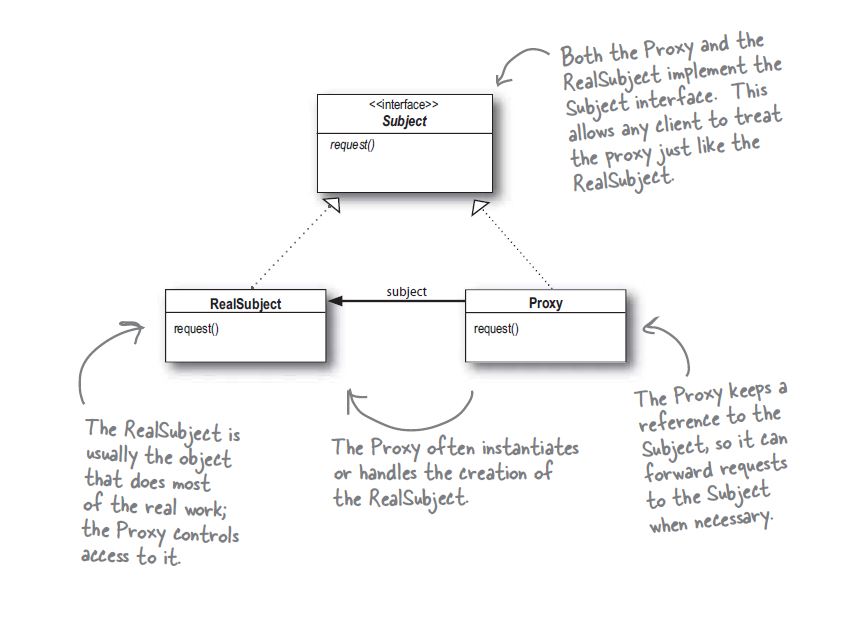 Both the Proxy and the
RealSubject implement the
Subject interface. This
allows any client to treat
the proxy just like the
RealSubject.
<<interface>>
Subject
request()
RealSubject
request()
subject
Proxy
request()
The RealSubject is
usually the object
that does most
of the real work;
the Proxy controls
access to it.
The Proxy often instantiates
or handles the creation of
the RealSubject.
The Proxy keeps a
reference to the
Subject, so it can
forward requests
to the Subject
when necessary.